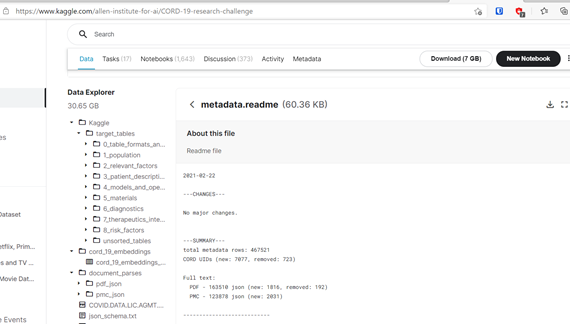 https://www.kaggle.com/allen-institute-for-ai/CORD-19-research-challenge
Search
Data Tasks (17) Notebooks (1,643) Discussion (373) Activity Metadata Download (7 GB) New Notebook
Data Explorer
30.65 GB
Kaggle
target_tables
0_table_formats_an...
1_population
2_relevant_factors
3_patient_descripti...
4_models_and_ope...
5_materials
6_diagnostics
7_therapeutics_inte...
8_risk_factors
unsorted_tables
cord_19_embeddings
cord_19_embeddings_...
document_parses
pdf_json
pmc_json
COVID.DATA.LIC.AGMT....
json_schema.txt
Dataset
etflix, Prim...
es and TV ...
Movie Dat...
e Events
metadata.readme (60.36 KB)
About this file
Readme file
2021-02-22
---CHANGES---
No major changes.
---SUMMARY---
total metadata rows: 467521
CORD UIDs (new: 7077, removed: 723)
Full text:
PDF - 163510 json (new: 1816, removed: 192)
PMC - 123878 json (new: 2031)
---------------------------